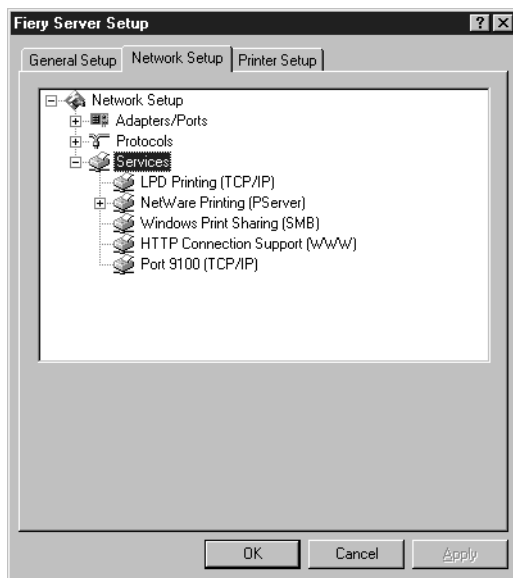 Fiery Server Setup
General Setup Network Setup Printer Setup
Network Setup
Adapters/Ports
Protocols
Services
LPD Printing (TCP/IP)
NetWare Printing (PServer)
Windows Print Sharing (SMB)
HTTP Connection Support (WWW)
Port 9100 (TCP/IP)
OK Cancel Apply